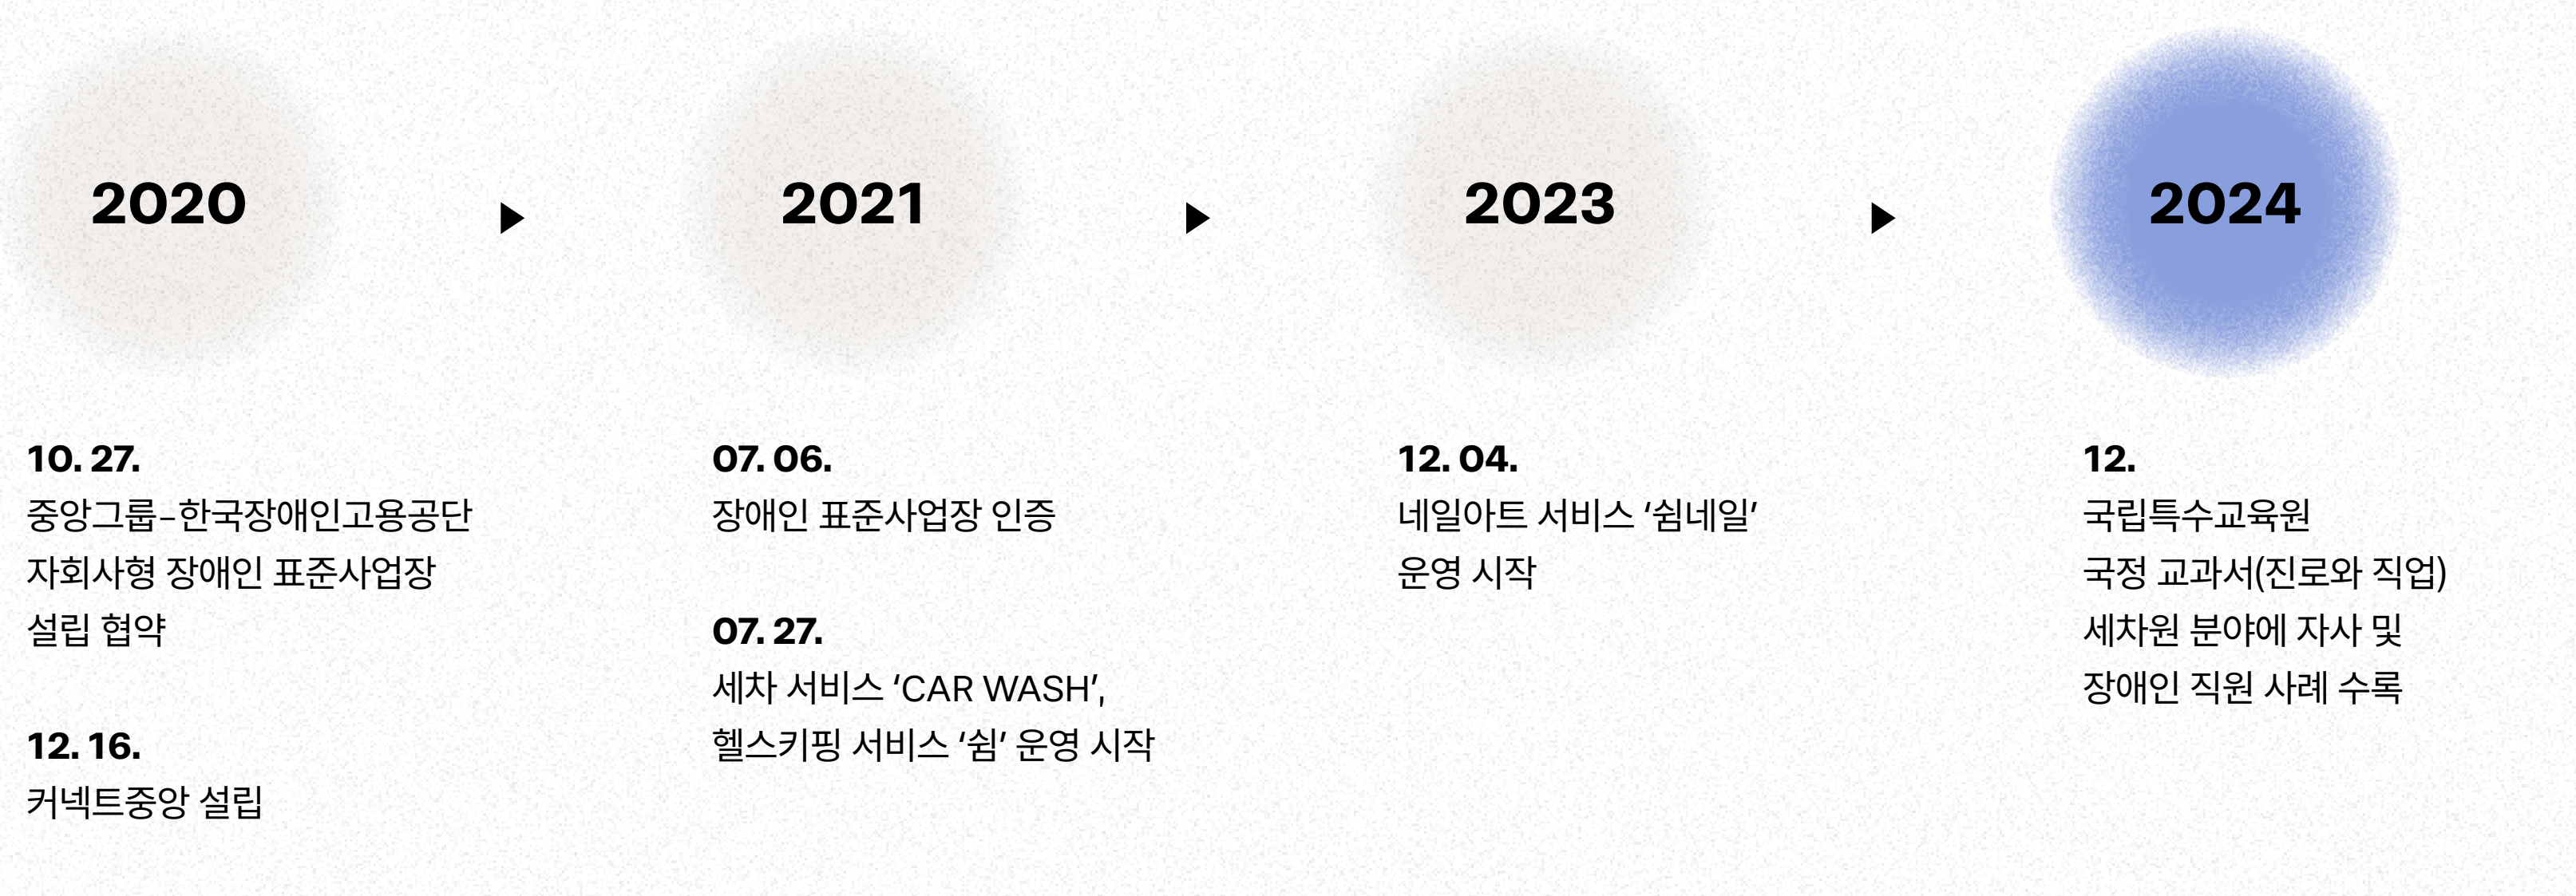 2020
10. 27.
중앙그룹–한국장애인고용공단
자회사형 장애인 표준사업장
설립 협약
12. 16.
커넥트중앙 설립
2021
07. 06.
장애인 표준사업장 인증
07. 27.
세차 서비스 ‘CAR WASH’,
헬스키핑 서비스 ‘쉼’ 운영 시작
2023
12. 04.
네일아트 서비스 ‘쉼네일’
운영 시작
2024
12.
국립특수교육원
국정 교과서(진로와 직업)
세차원 분야에 자사 및
장애인 직원 사례 수록